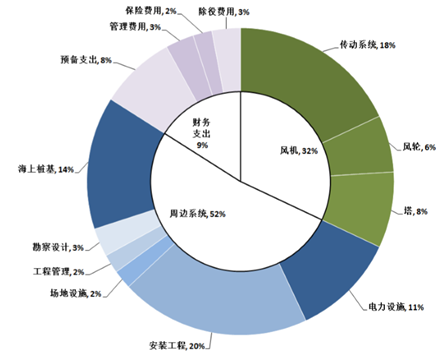 保险费用, 2%
除役费用, 3%
管理费用, 3%
传动系统, 18%
预备支出, 8%
财务
支出
9%
风机, 32%
风轮, 6%
海上桩基, 14%
塔, 8%
周边系统, 52%
勘察设计, 3%
工程管理, 2%
场地设施, 2%
电力设施, 11%
安装工程, 20%